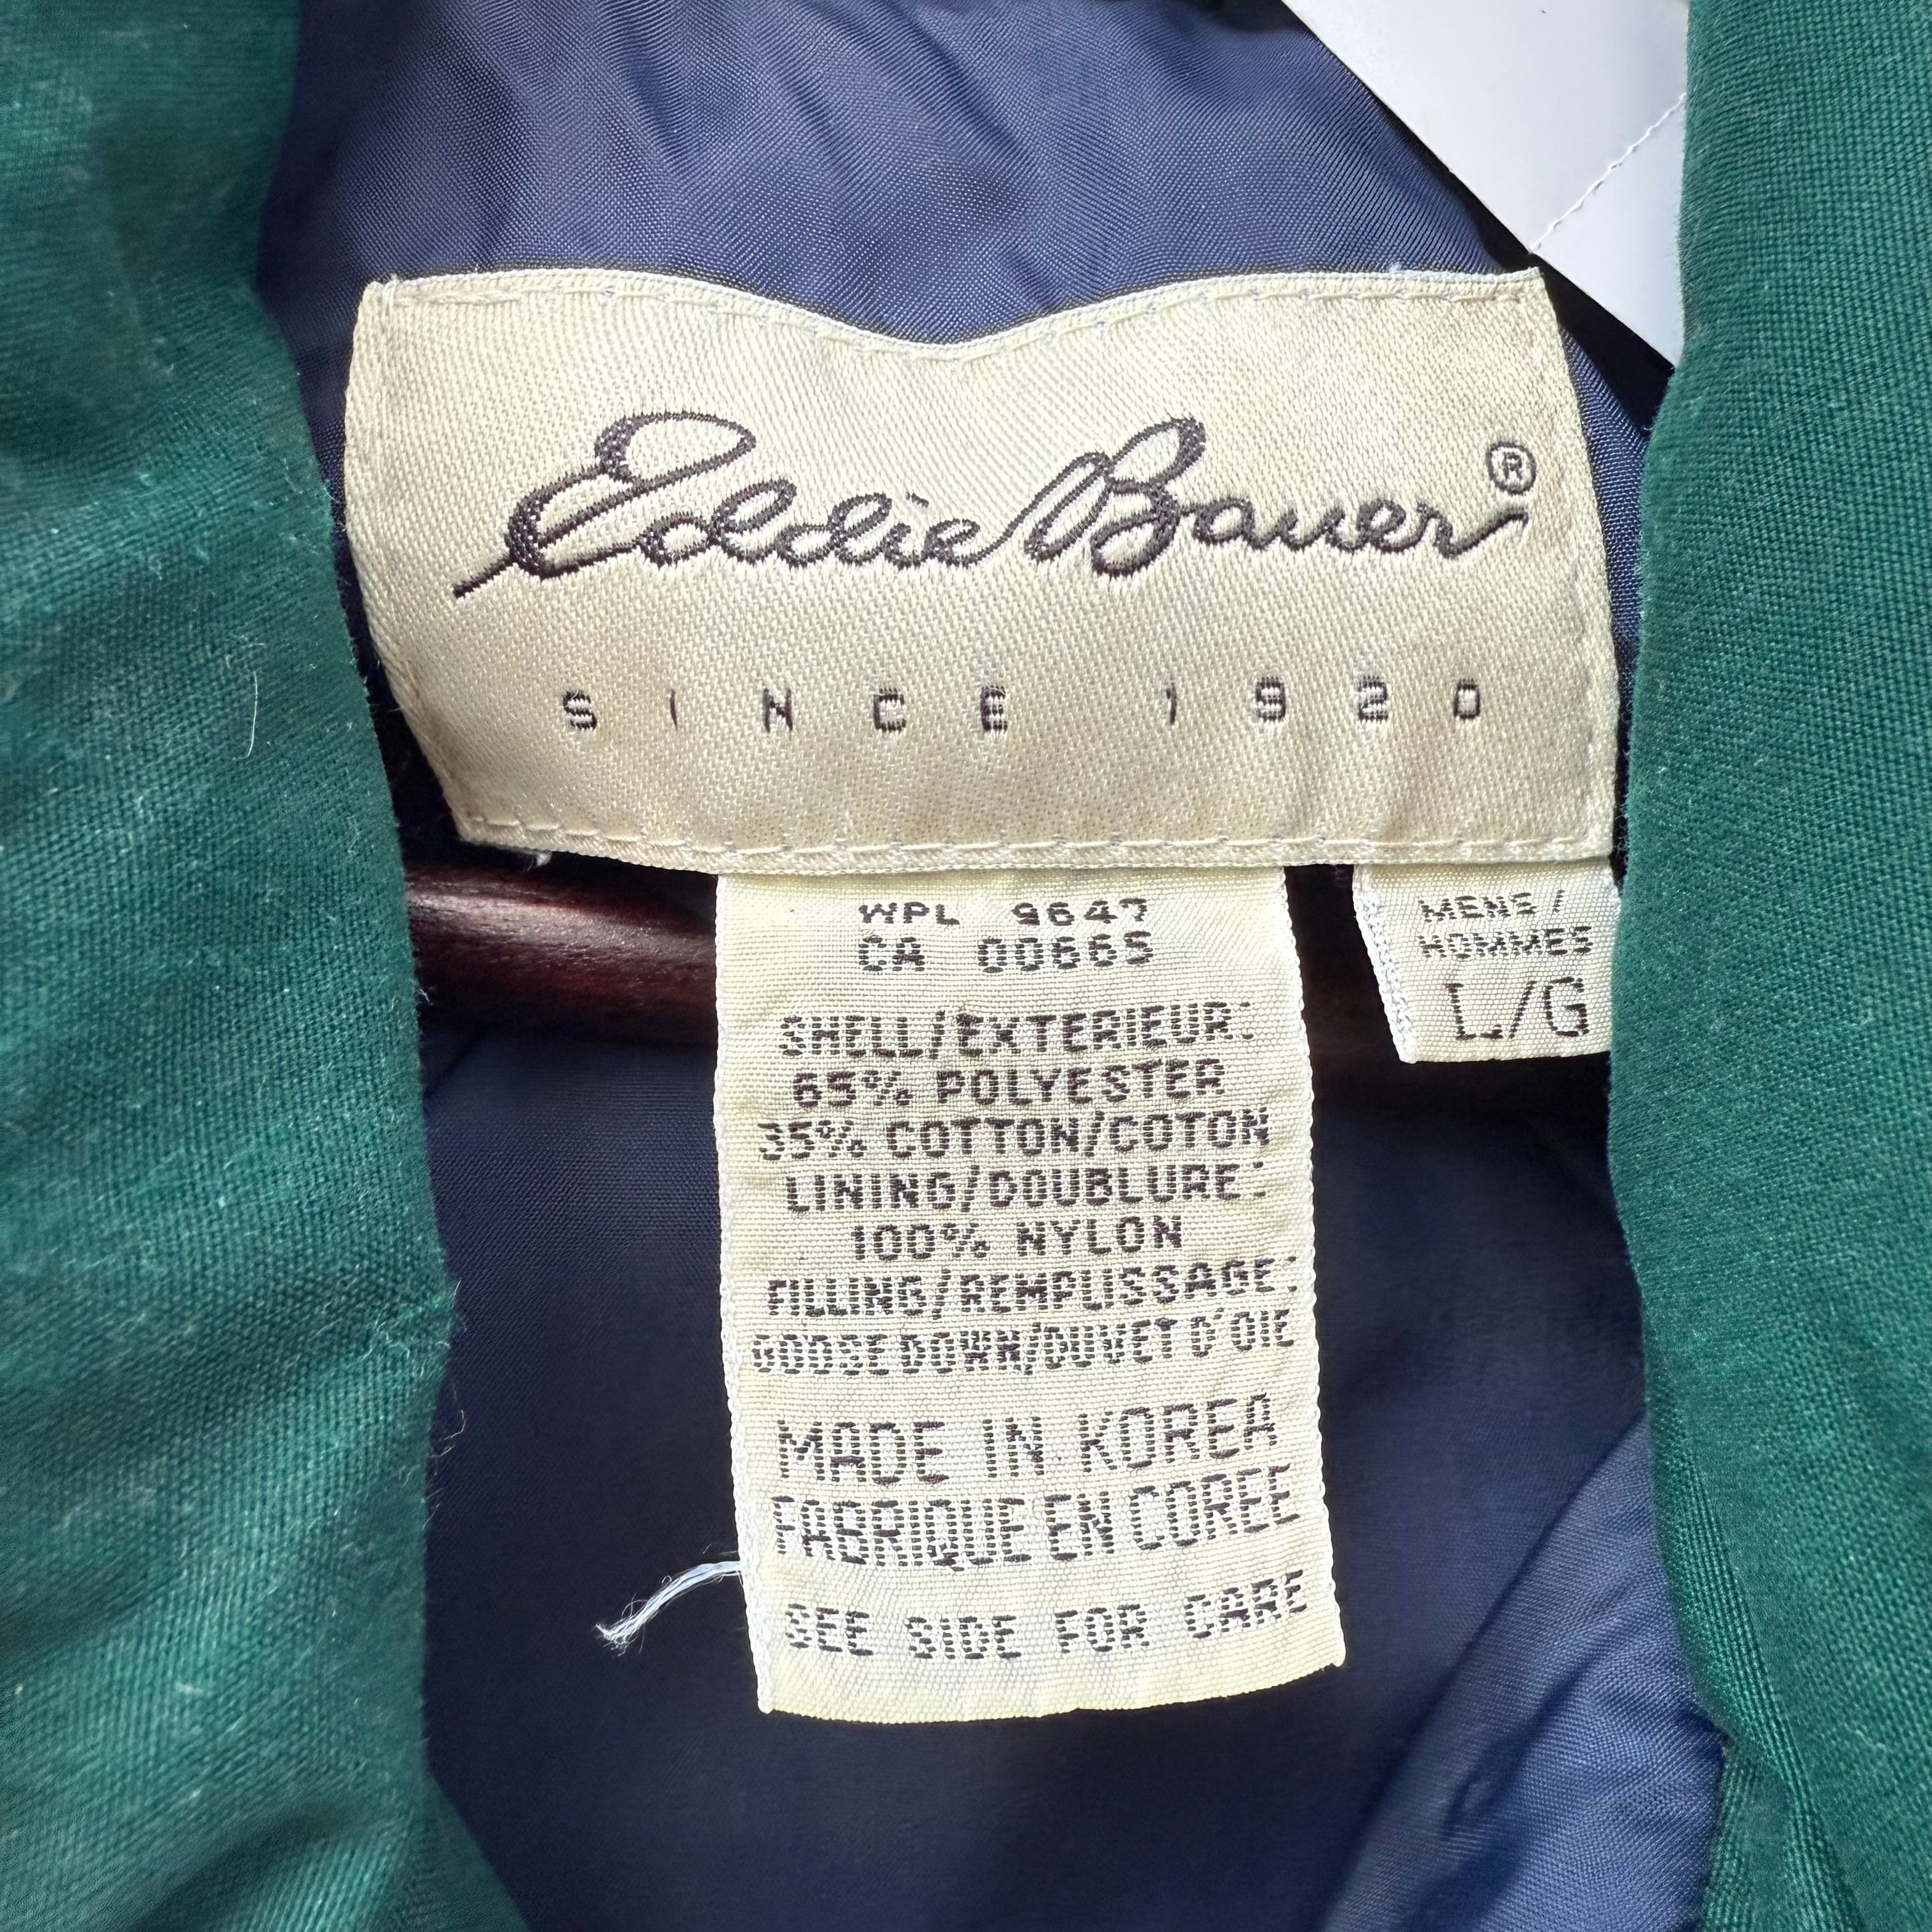 Eddie Bauer®
SINCE 1920
WPL 9647
CA 00665
SHELL/EXTERIEUR:
65% POLYESTER
35% COTTON/COTON
LINING/DOUBLURE:
100% NYLON
FILLING/REMPLISSAGE:
GOOSE DOWN/DUVET D'OIE
MADE IN KOREA
FABRIQUE EN COREE
SEE SIDE FOR CARE
MENS/
HOMMES
L/G